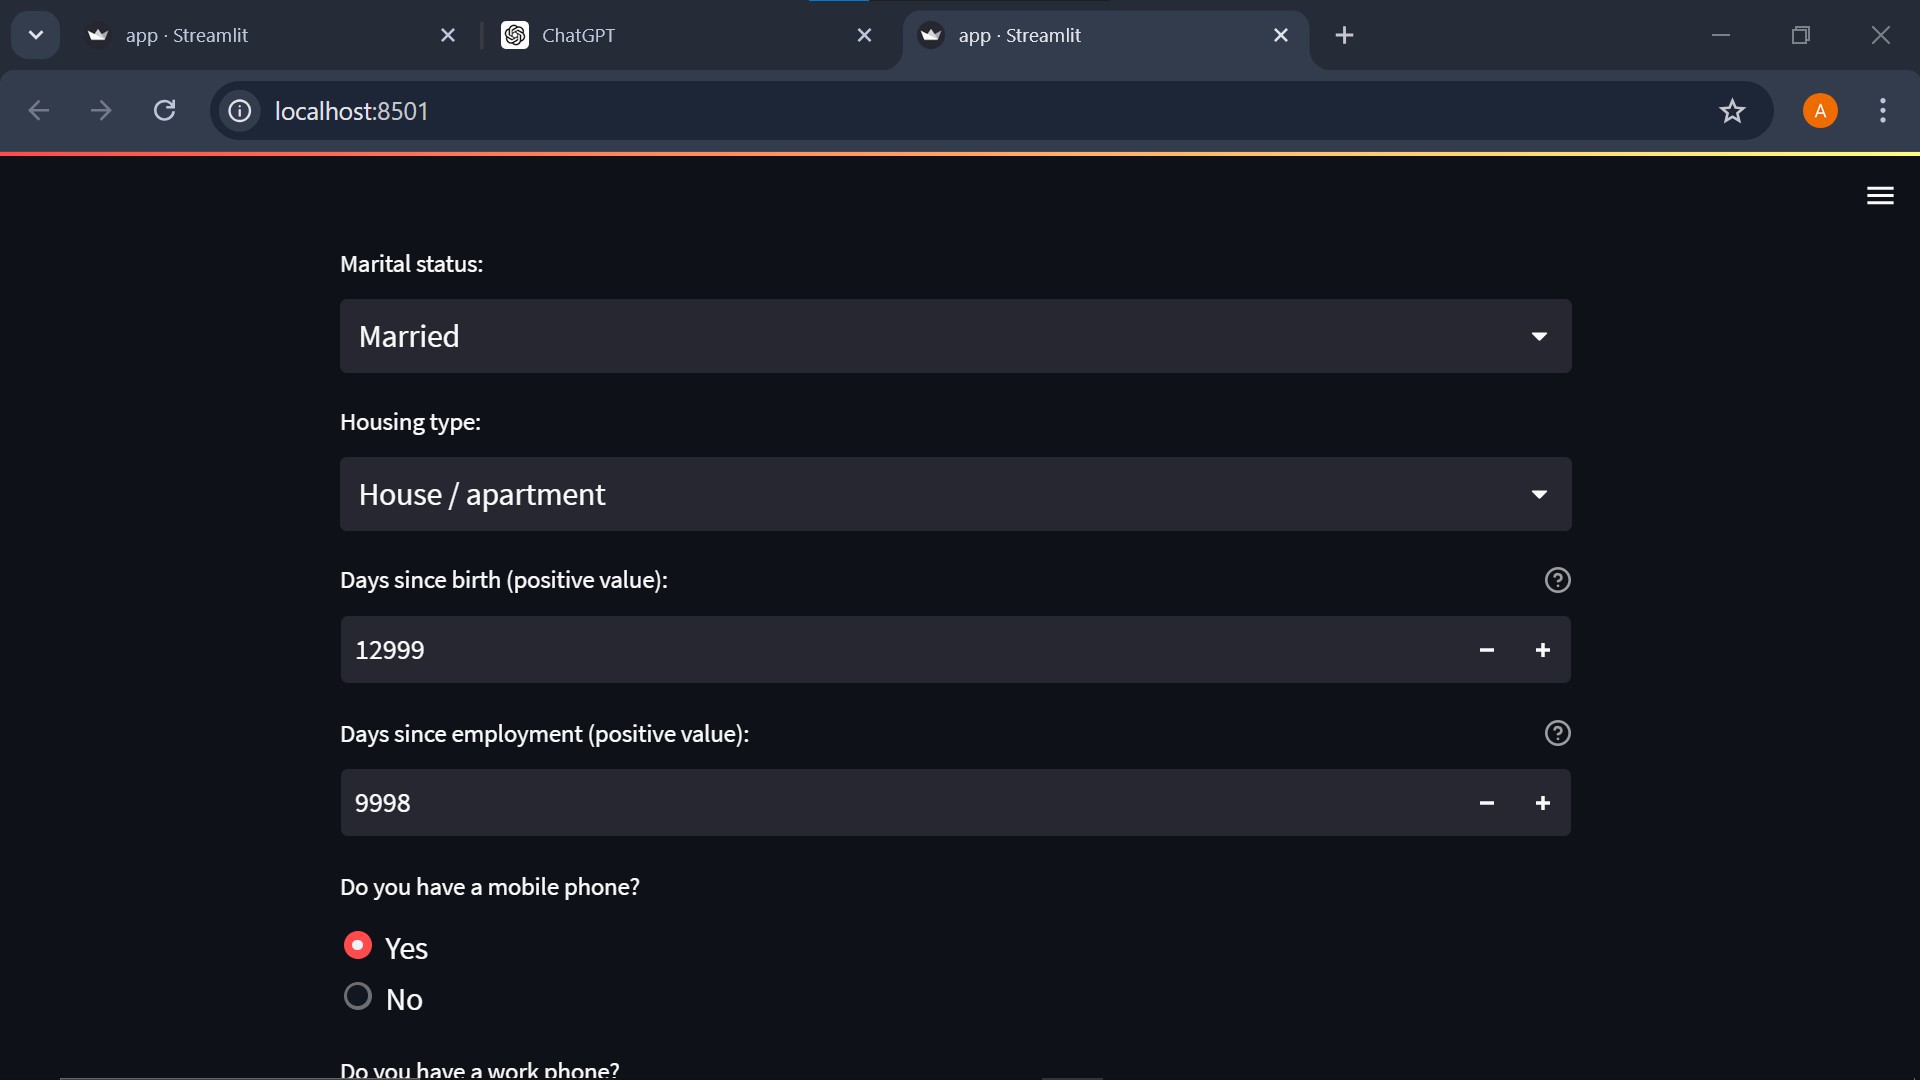 app · Streamlit
ChatGPT
app · Streamlit
localhost:8501
A
Marital status:
Married
Housing type:
House / apartment
Days since birth (positive value):
12999
Days since employment (positive value):
9998
Do you have a mobile phone?
Yes
No
Do you have a work phone?